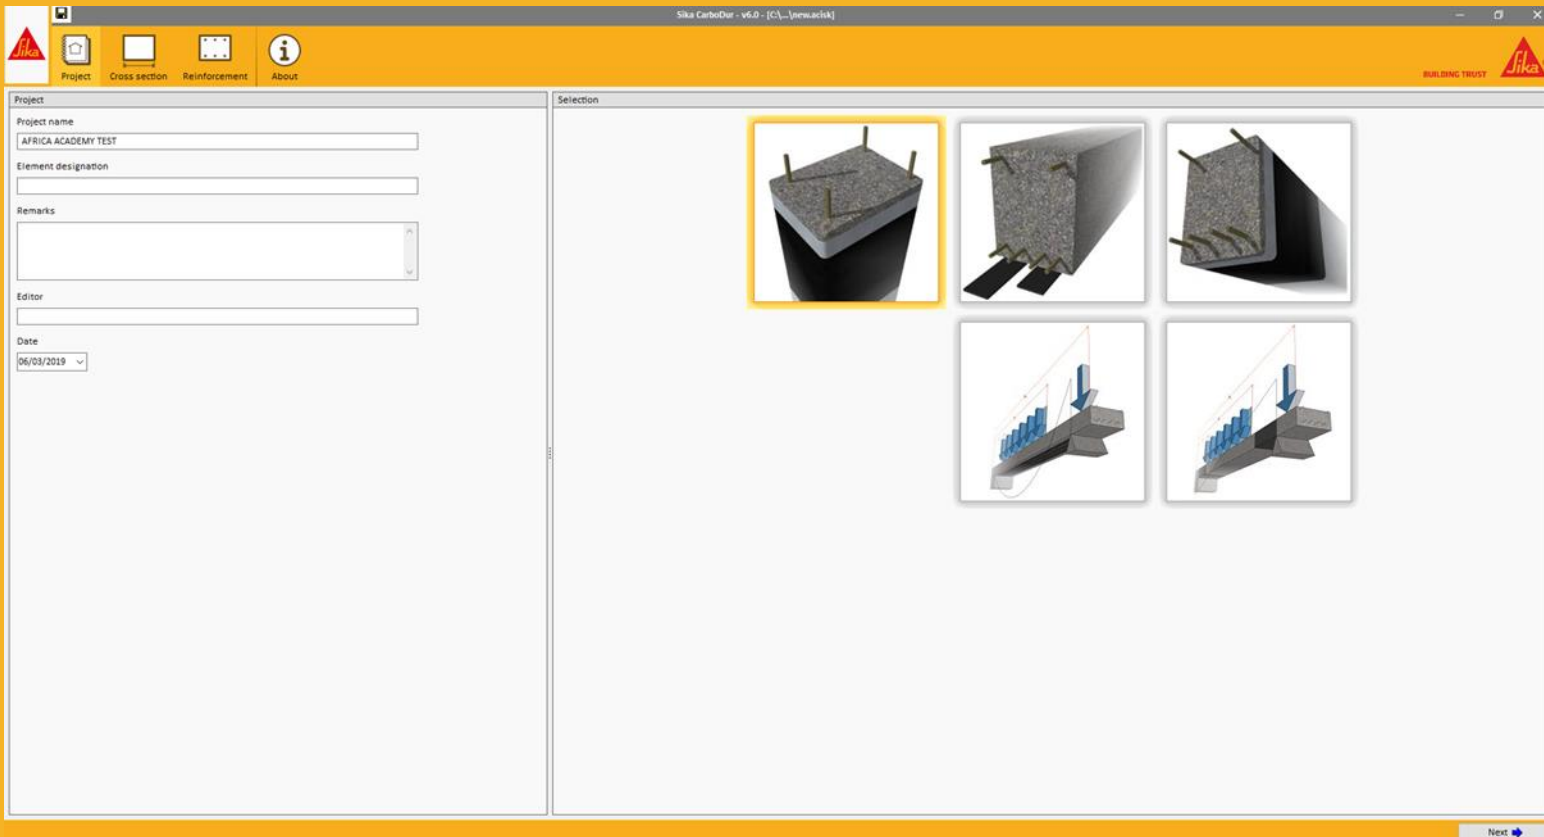 Sika CarboDur - v6.0 - [C:\...\new.acisk]
Sika
Project
Cross section
Reinforcement
About
BUILDING TRUST
Sika
Project
Project name
AFRICA ACADEMY TEST
Element designation
Remarks
Editor
Date
06/03/2019
Selection
Next